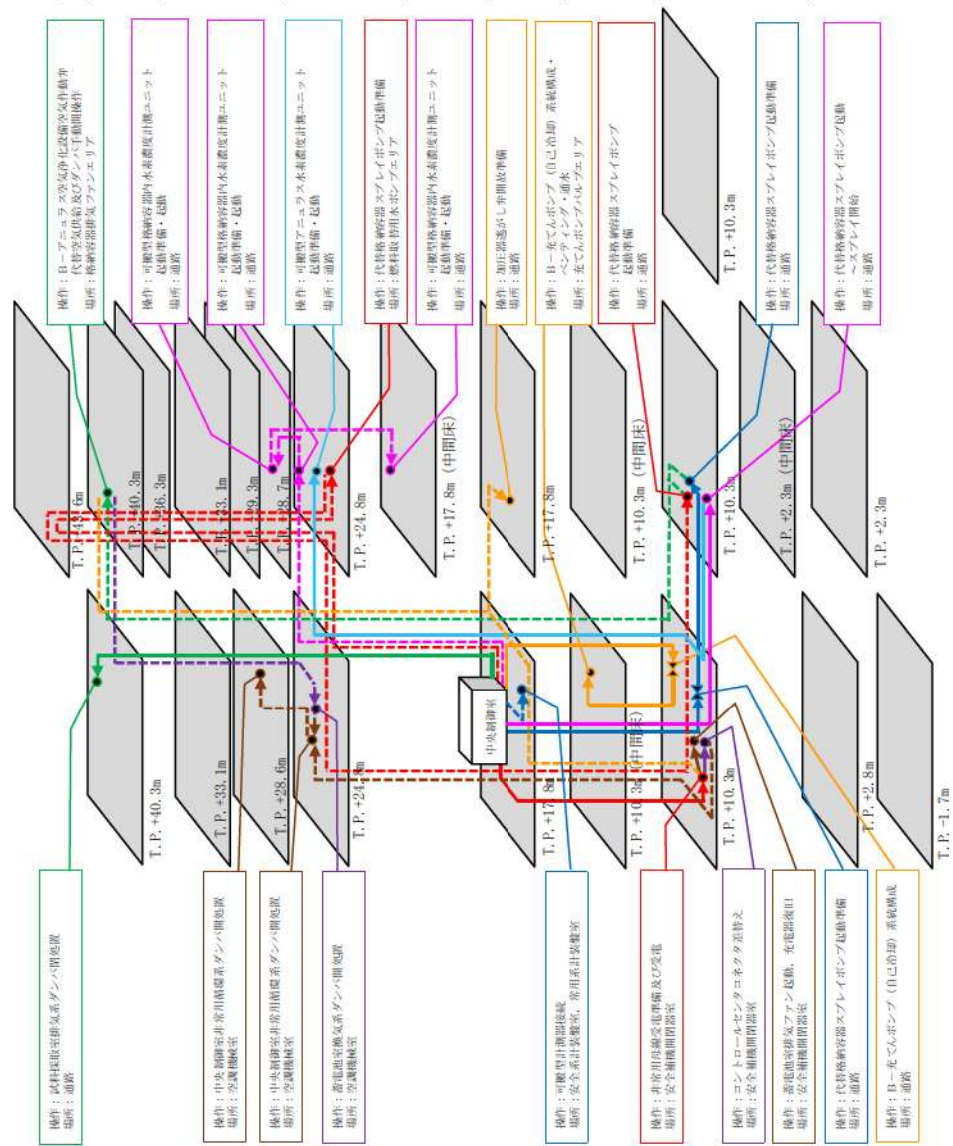 操作：B－アニュラス空気浄化設備空気作動弁
代替空気供給及びダンパ手動開操作
場所：格納容器排気ファンエリア
操作：可搬型格納容器内水素濃度計測ユニット
起動準備・起動
場所：通路
操作：可搬型格納容器内水素濃度計測ユニット
起動準備・起動
場所：通路
操作：可搬型アニュラス水素濃度計測ユニット
起動準備・起動
場所：通路
操作：代替格納容器スプレイポンプ起動準備
場所：燃料取替用水ポンプエリア
操作：可搬型格納容器内水素濃度計測ユニット
起動準備・起動
場所：通路
操作：加圧器逃がし弁開放準備
場所：通路
操作：B－充てんポンプ（自己冷却）系統構成・
ベンティング・通水
場所：充てんポンプバルブエリア
操作：代替格納容器スプレイポンプ
起動準備
場所：通路
操作：代替格納容器スプレイポンプ起動準備
場所：通路
操作：代替格納容器スプレイポンプ起動
～スプレイ開始
場所：通路
T.P. +43.6m
T.P. +40.3m
T.P. +36.3m
T.P. +33.1m
T.P. +29.3m
T.P. +28.7m
T.P. +24.8m
T.P. +17.8m（中間床）
T.P. +17.8m
T.P. +10.3m（中間床）
T.P. +10.3m
T.P. +2.3m（中間床）
T.P. +2.3m
T.P. +10.3m
T.P. +40.3m
T.P. +33.1m
T.P. +28.6m
T.P. +24.8m
中央制御室
T.P. +17.8m
T.P. +10.3m（中間床）
T.P. +10.3m
T.P. +2.8m
T.P. -1.7m
操作：試料採取室排気系ダンパ閉処置
場所：通路
操作：中央制御室非常用循環系ダンパ開処置
場所：空調機械室
操作：中央制御室非常用循環系ダンパ開処置
場所：空調機械室
操作：蓄電池室換気系ダンパ開処置
場所：空調機械室
操作：可搬型計測器接続
場所：安全系計装盤室、常用系計装盤室
操作：非常用母線受電準備及び受電
場所：安全補機開閉器室
操作：コントロールセンタコネクタ差替え
場所：安全補機開閉器室
操作：蓄電池室排気ファン起動、充電器復旧
場所：安全補機開閉器室
操作：代替格納容器スプレイポンプ起動準備
場所：通路
操作：B－充てんポンプ（自己冷却）系統構成
場所：通路